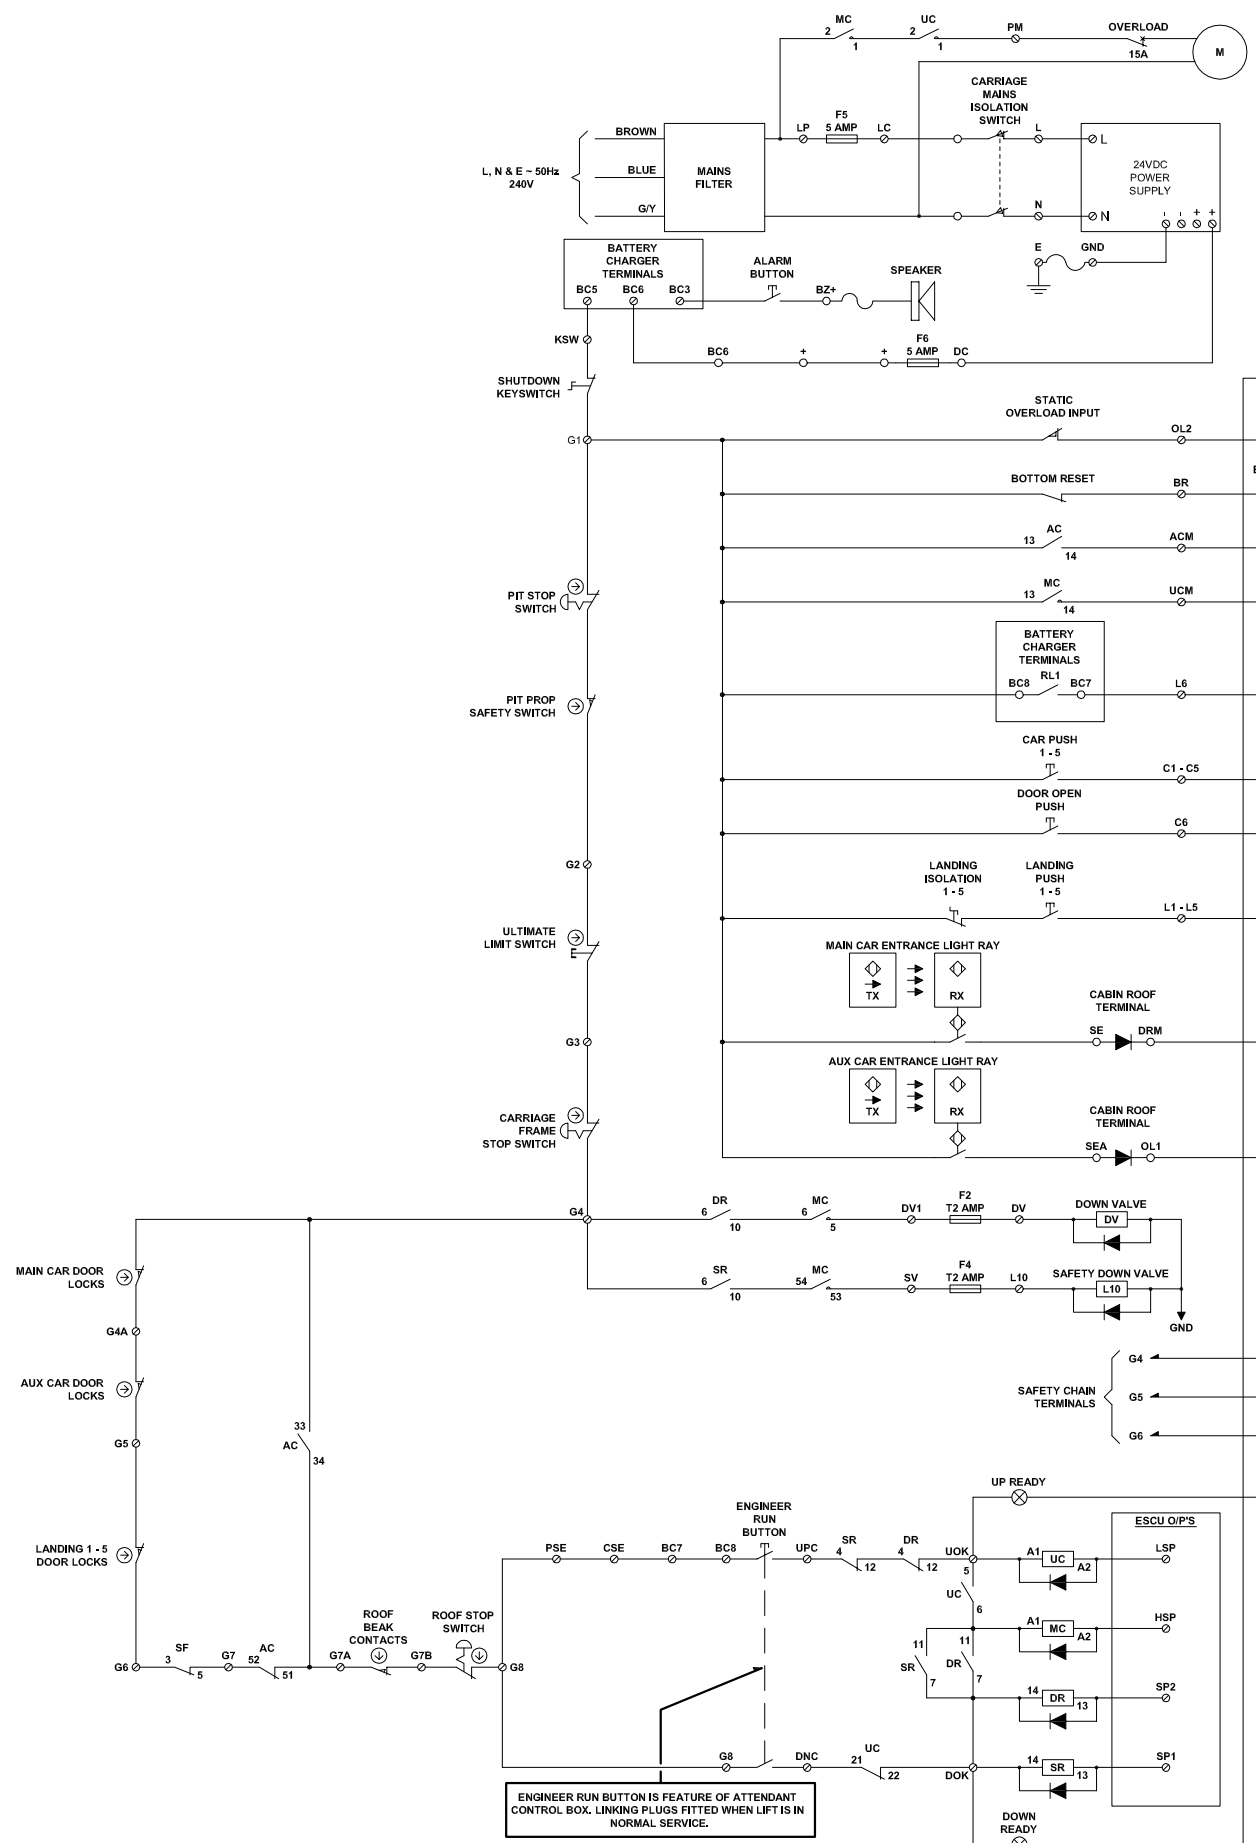 MC
UC
PM
OVERLOAD
2
1
2
1
15A
M
CARRIAGE
MAINS
ISOLATION
SWITCH
L, N & E ~ 50Hz
240V
BROWN
BLUE
G/Y
MAINS
FILTER
LP
F5
5 AMP
LC
L
N
L
N
24VDC
POWER
SUPPLY
- - + +
E
GND
BATTERY
CHARGER
TERMINALS
BC5
BC6
BC3
ALARM
BUTTON
BZ+
SPEAKER
KSW
BC6
+
+
F6
5 AMP
DC
SHUTDOWN
KEYSWITCH
G1
STATIC
OVERLOAD INPUT
OL2
BOTTOM RESET
BR
13
AC
14
ACM
13
MC
14
UCM
PIT STOP
SWITCH
BATTERY
CHARGER
TERMINALS
BC8
RL1
BC7
L6
PIT PROP
SAFETY SWITCH
CAR PUSH
1 - 5
C1 - C5
DOOR OPEN
PUSH
C6
G2
LANDING
ISOLATION
1 - 5
LANDING
PUSH
1 - 5
L1 - L5
ULTIMATE
LIMIT SWITCH
MAIN CAR ENTRANCE LIGHT RAY
TX
RX
CABIN ROOF
TERMINAL
SE
DRM
G3
AUX CAR ENTRANCE LIGHT RAY
TX
RX
CABIN ROOF
TERMINAL
SEA
OL1
CARRIAGE
FRAME
STOP SWITCH
G4
6
DR
10
6
MC
5
DV1
F2
T2 AMP
DV
DOWN VALVE
DV
6
SR
10
54
MC
53
SV
F4
T2 AMP
L10
SAFETY DOWN VALVE
L10
GND
MAIN CAR DOOR
LOCKS
G4A
AUX CAR DOOR
LOCKS
G5
33
AC
34
SAFETY CHAIN
TERMINALS
G4
G5
G6
UP READY
LANDING 1 - 5
DOOR LOCKS
ENGINEER
RUN
BUTTON
PSE
CSE
BC7
BC8
UPC
SR
4
12
DR
4
12
UOK
5
UC
6
A1
UC
A2
ESCU O/P'S
LSP
A1
MC
A2
HSP
11
SR
7
11
DR
7
14
DR
13
SP2
G6
3
SF
5
G7
52
AC
51
G7A
ROOF
BEAK
CONTACTS
G7B
ROOF STOP
SWITCH
G8
G8
DNC
21
UC
22
DOK
14
SR
13
SP1
ENGINEER RUN BUTTON IS FEATURE OF ATTENDANT
CONTROL BOX. LINKING PLUGS FITTED WHEN LIFT IS IN
NORMAL SERVICE.
DOWN
READY